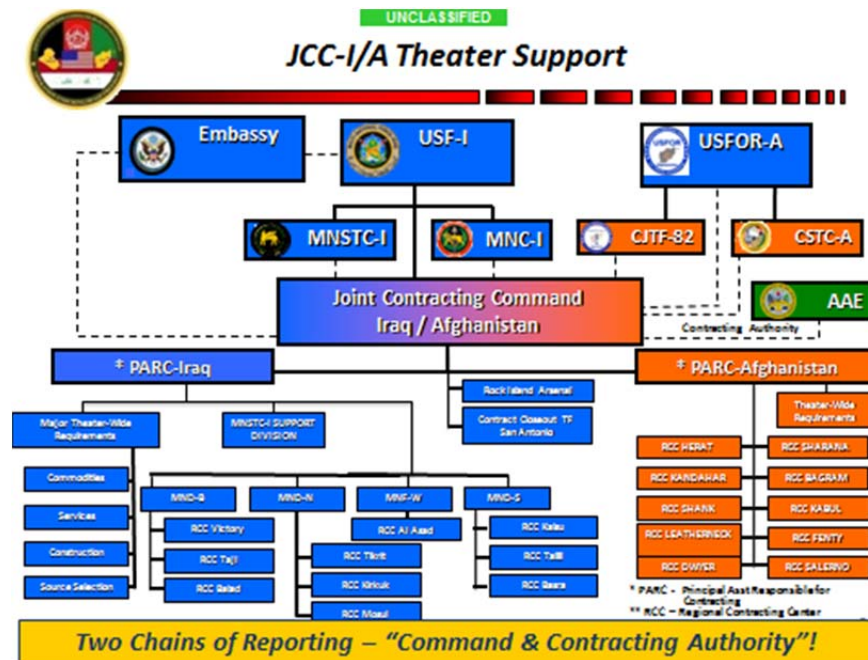 UNCLASSIFIED
JCC-I/A Theater Support
Embassy
USF-I
USFOR-A
USFOR
MNSTC-I
MNC-I
CJTF-82
CSTC-A
Joint Contracting Command
Iraq / Afghanistan
AAE
Contracting Authority
* PARC-Iraq
* PARC-Afghanistan
Rock Island Arsenal
Contract Closeout TF
San Antonio
Major Theater-Wide
Requirements
MNSTC-I SUPPORT
DIVISION
Theater-Wide
Requirements
Commodities
Services
Construction
Source Selection
MND-B
RCC Victory
RCC Taji
RCC Balad
MND-N
RCC Tikrit
RCC Kirkuk
RCC Mosul
MNF-W
RCC Al Asad
MND-S
RCC Kalsu
RCC Tallil
RCC Basra
RCC HERAT
RCC SHARANA
RCC KANDAHAR
RCC BAGRAM
RCC SHANK
RCC KABUL
RCC LEATHERNECK
RCC FENTY
RCC DWYER
RCC SALERNO
* PARC - Principal Asst Responsible for
Contracting
** RCC – Regional Contracting Center
Two Chains of Reporting – “Command & Contracting Authority”!